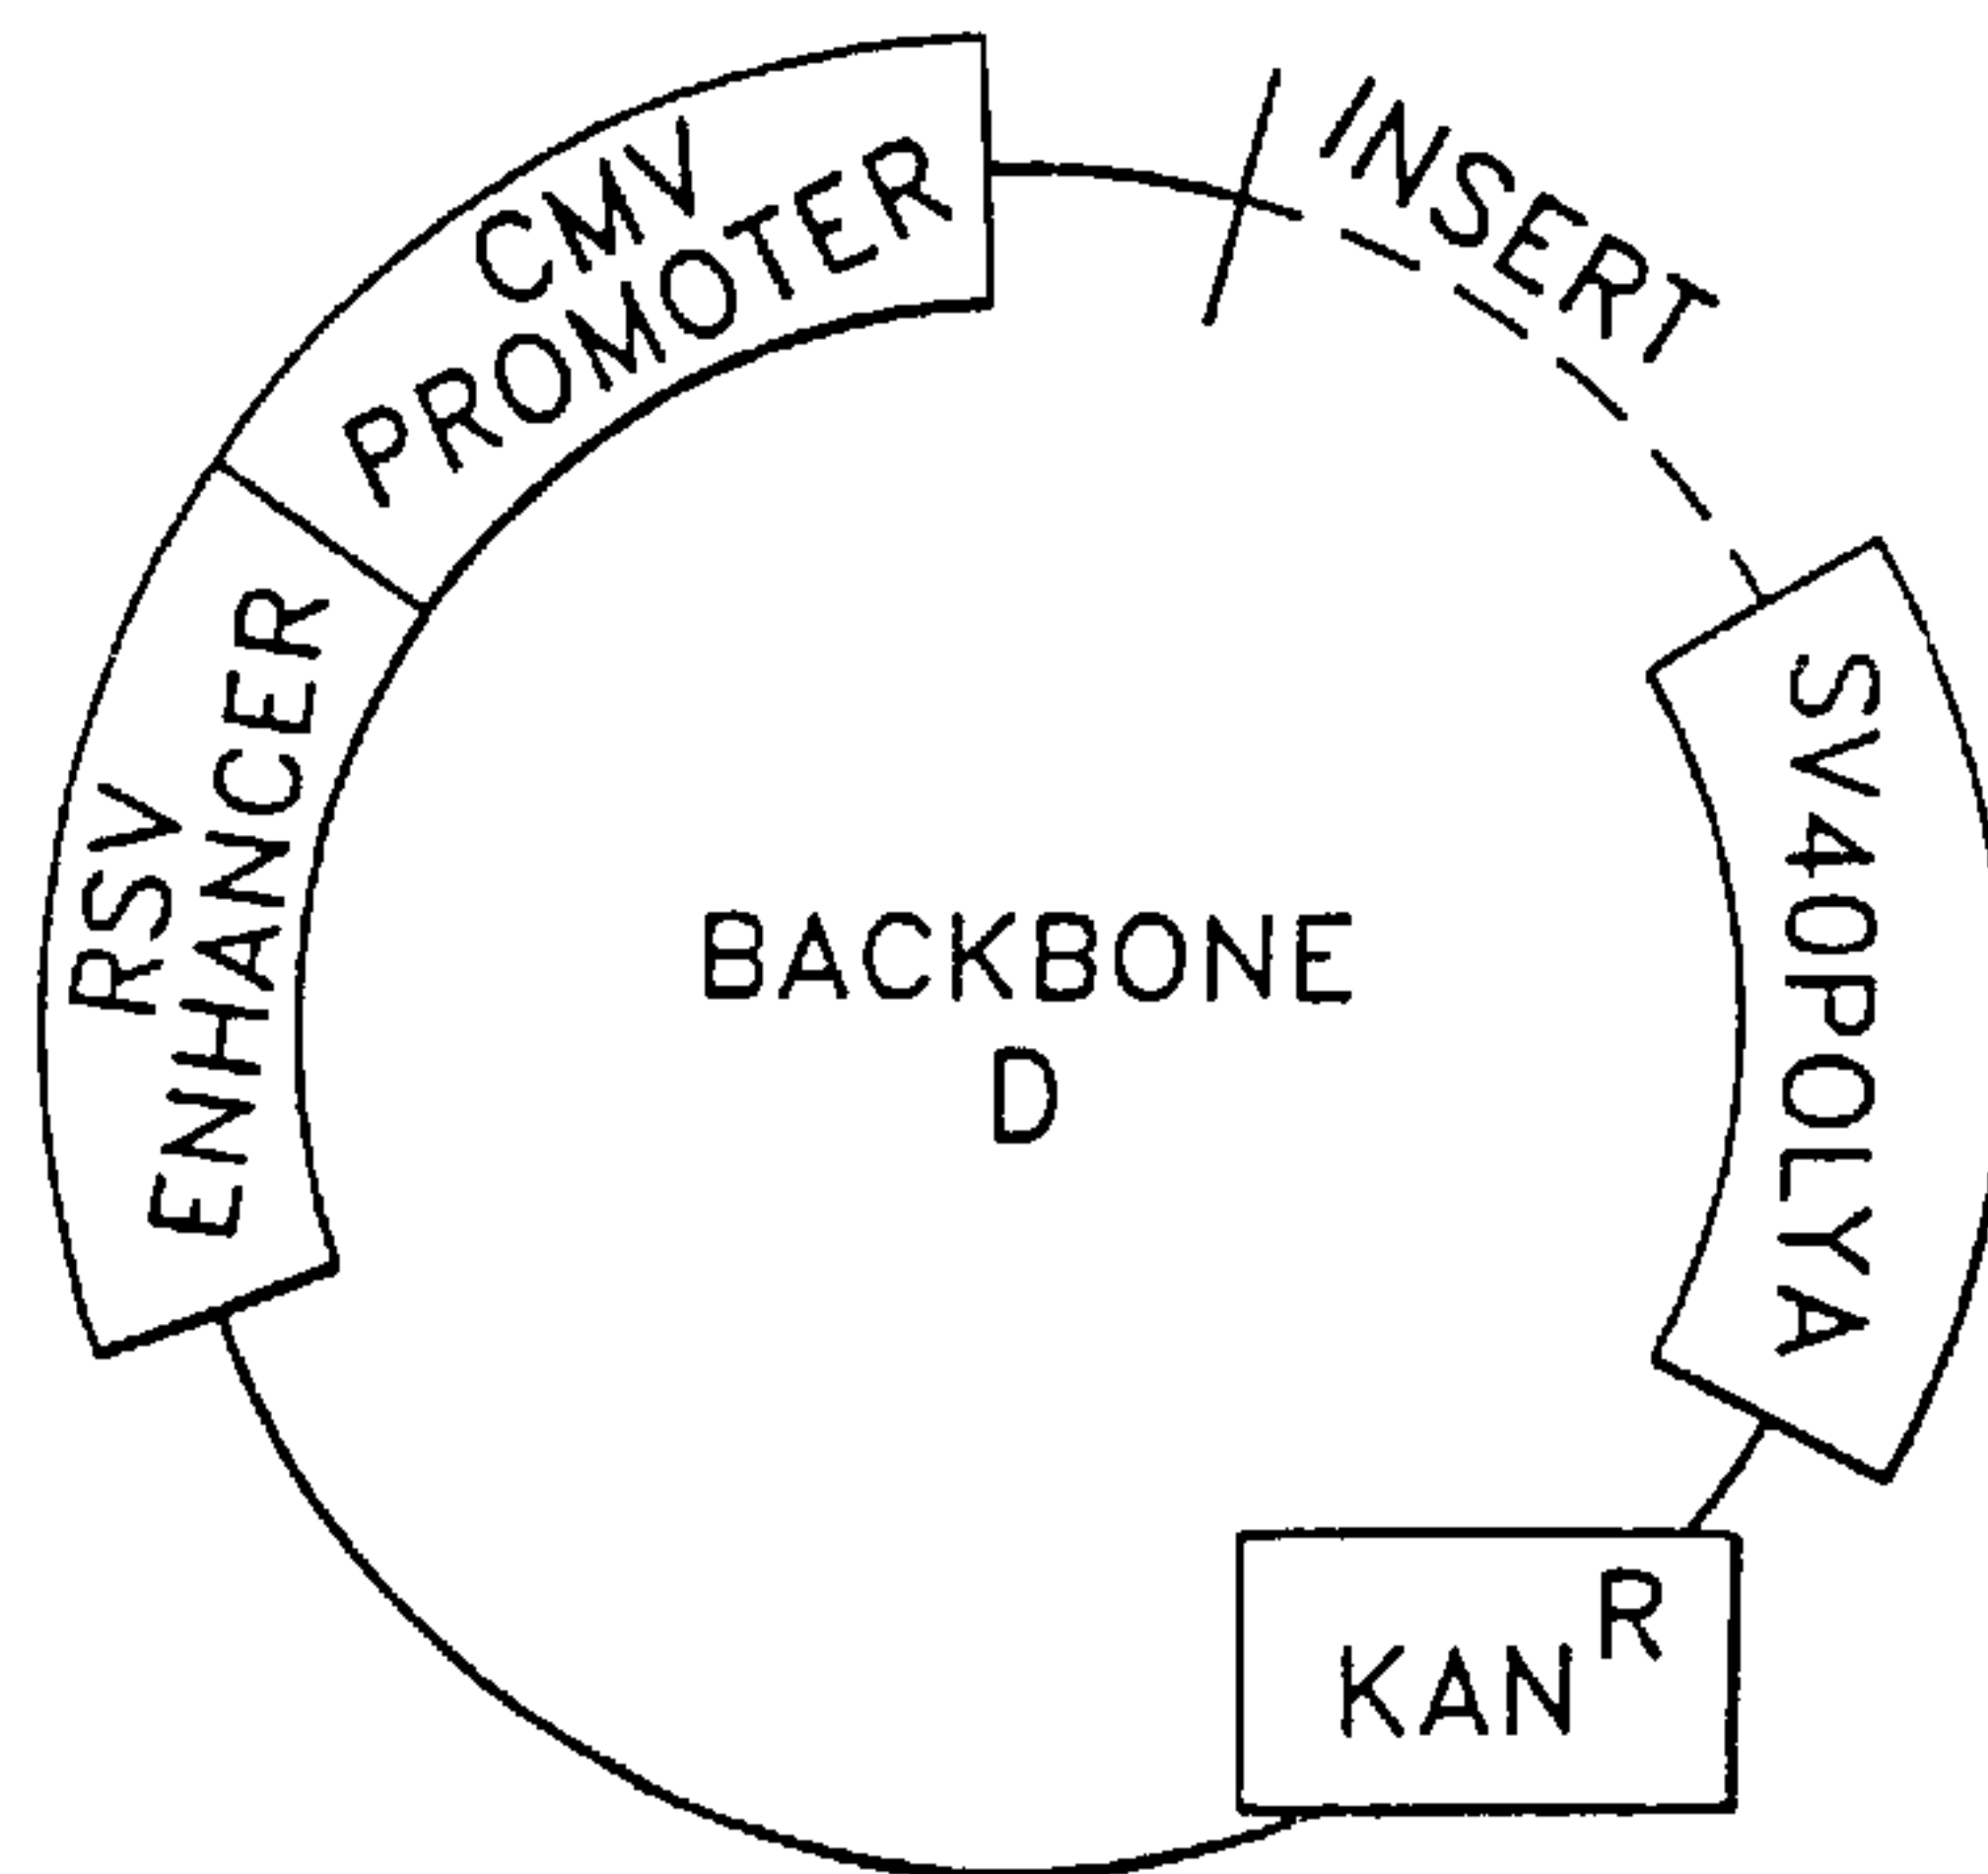 CMV
PROMOTER
INSERT
RSV
ENHANCER
SV40POLYA
BACKBONE
D
KAN^R